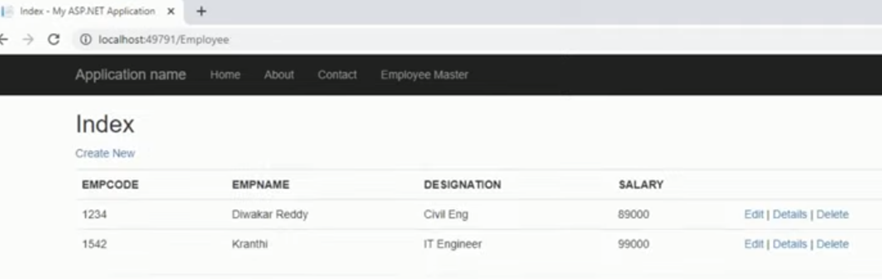 Index - My ASP.NET Application
localhost:49791/Employee
Application name Home About Contact Employee Master
Index
Create New
EMPCODE EMPNAME DESIGNATION SALARY
1234 Diwakar Reddy Civil Eng 89000 Edit | Details | Delete
1542 Kranthi IT Engineer 99000 Edit | Details | Delete